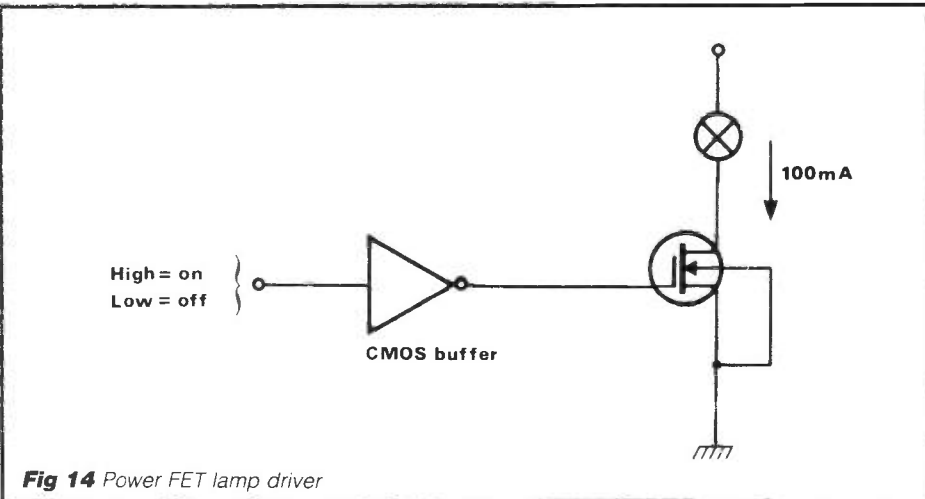 100mA
High = on
Low = off
CMOS buffer
Fig 14 Power FET lamp driver